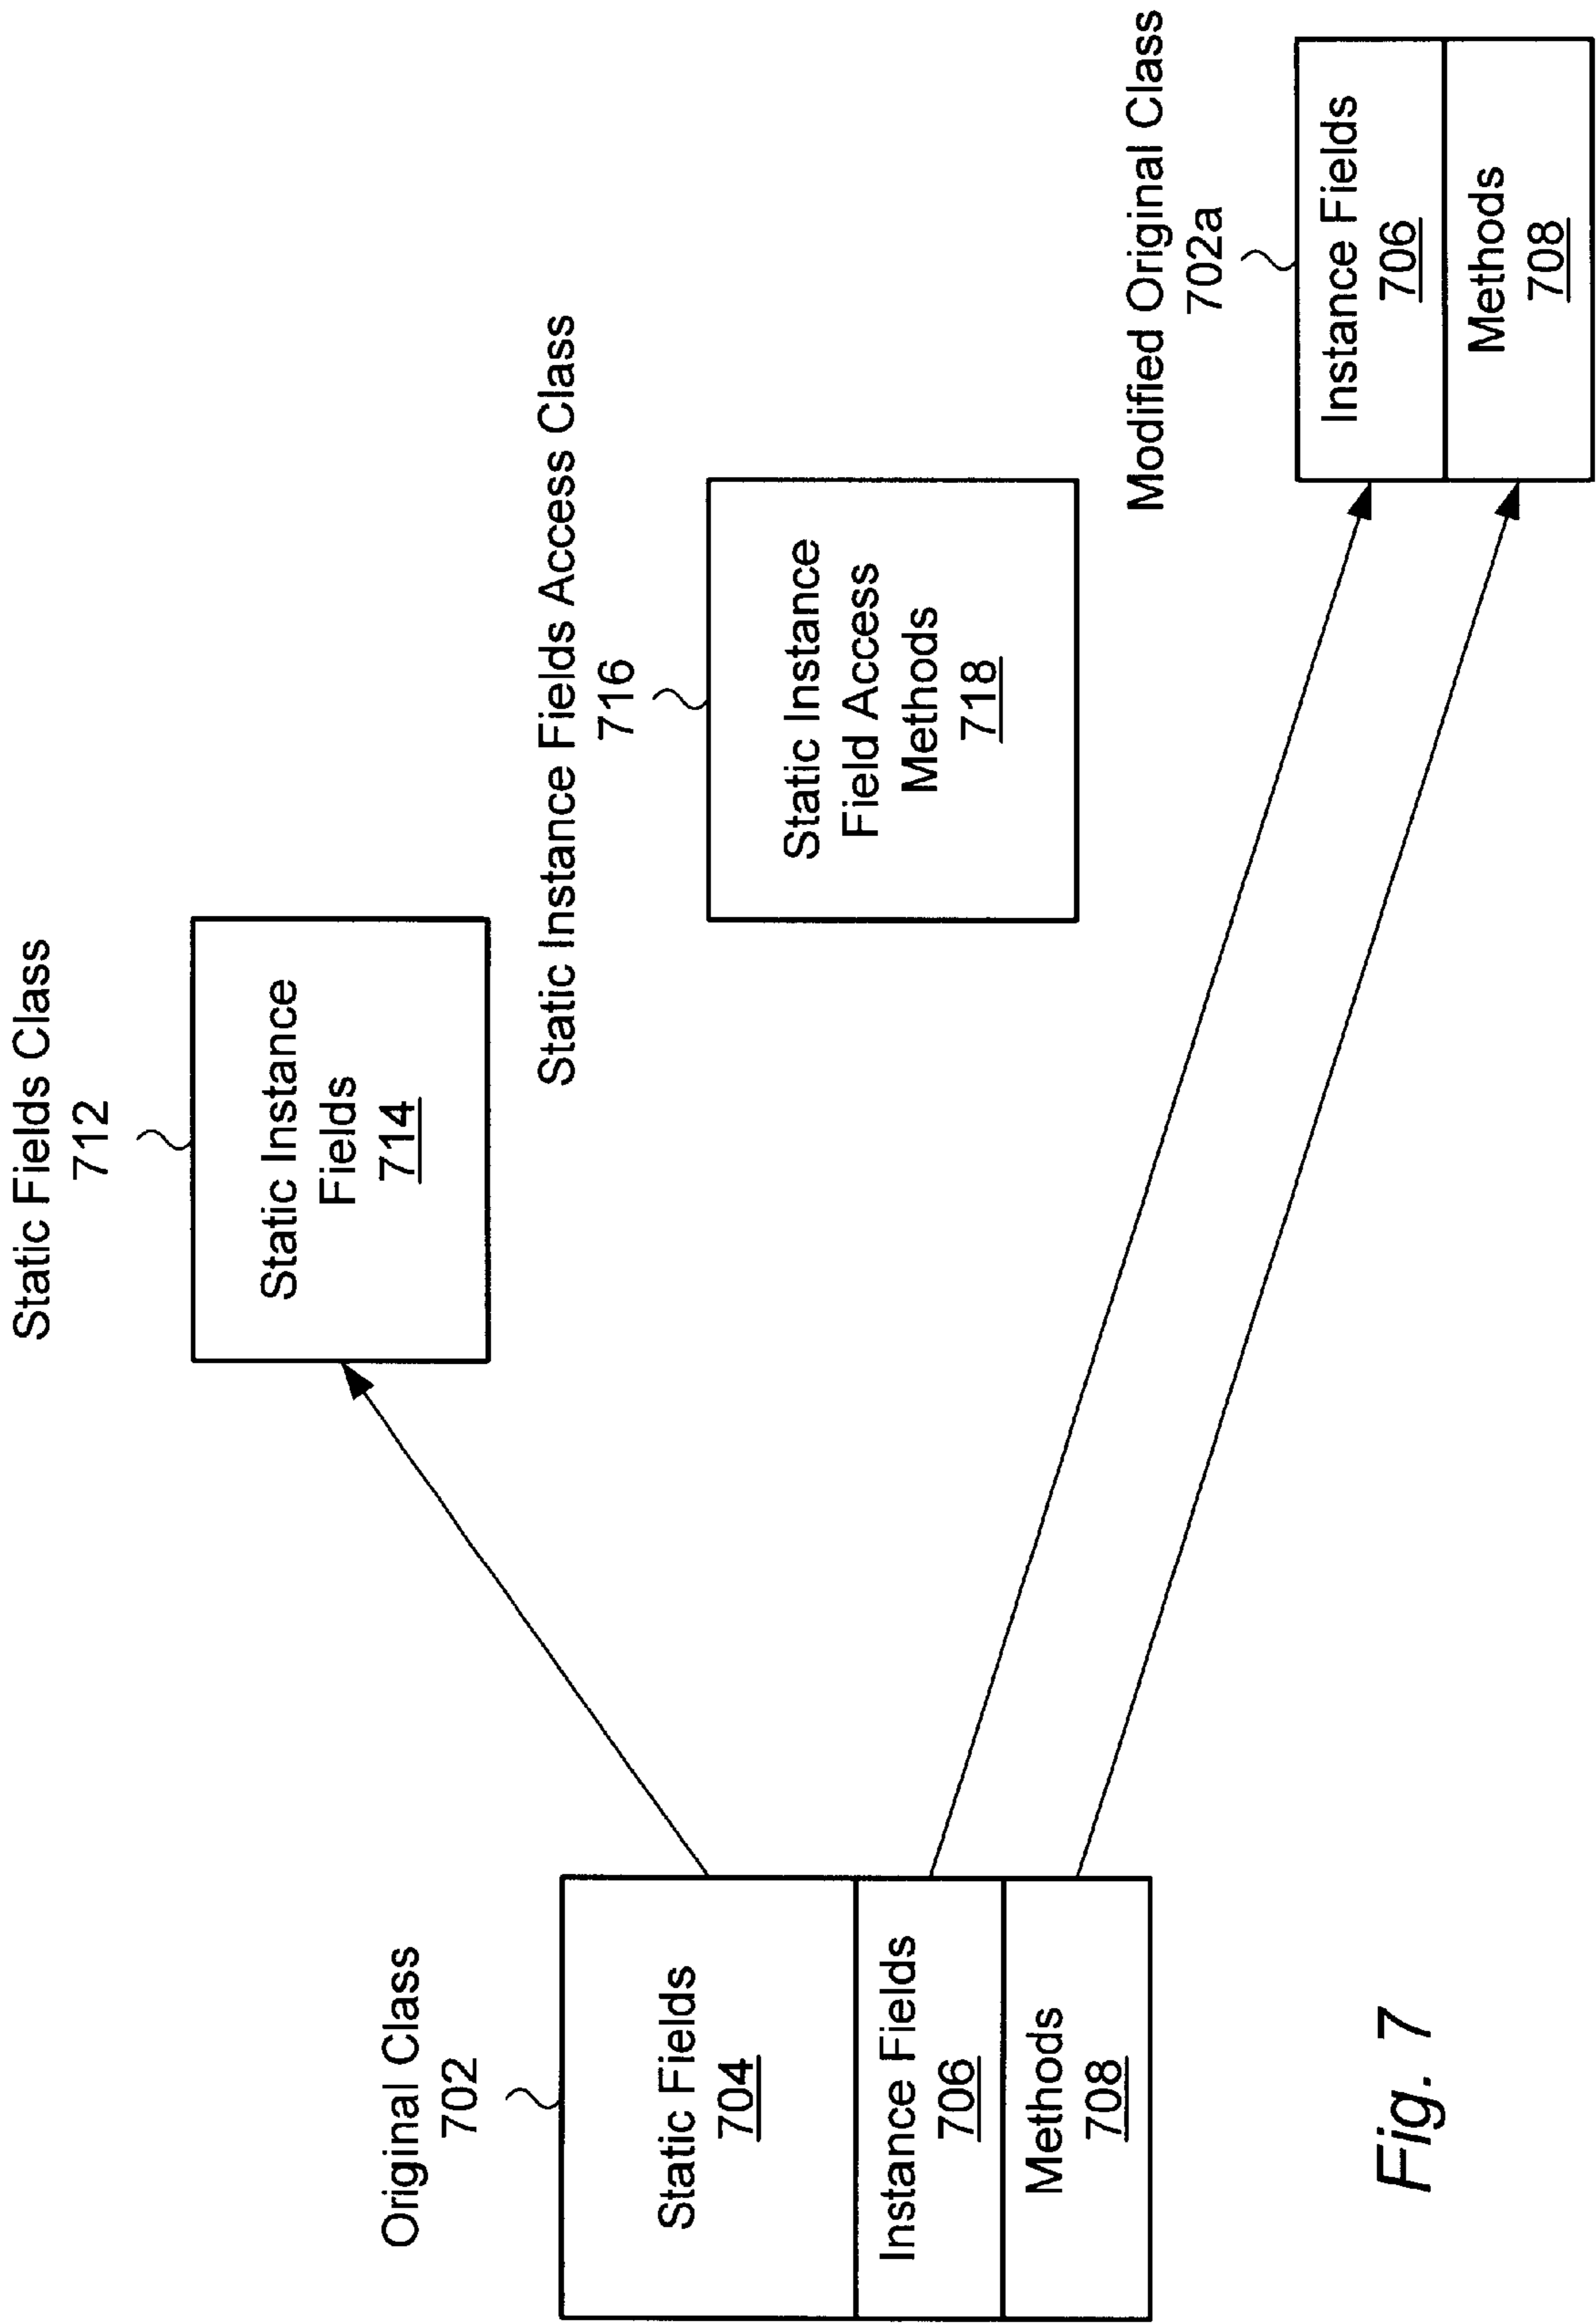 Original Class
702
Static Fields
704
Instance Fields
706
Methods
708
Static Fields Class
712
Static Instance
Fields
714
Static Instance Fields Access Class
716
Static Instance
Field Access
Methods
718
Modified Original Class
702a
Instance Fields
706
Methods
708
Fig. 7